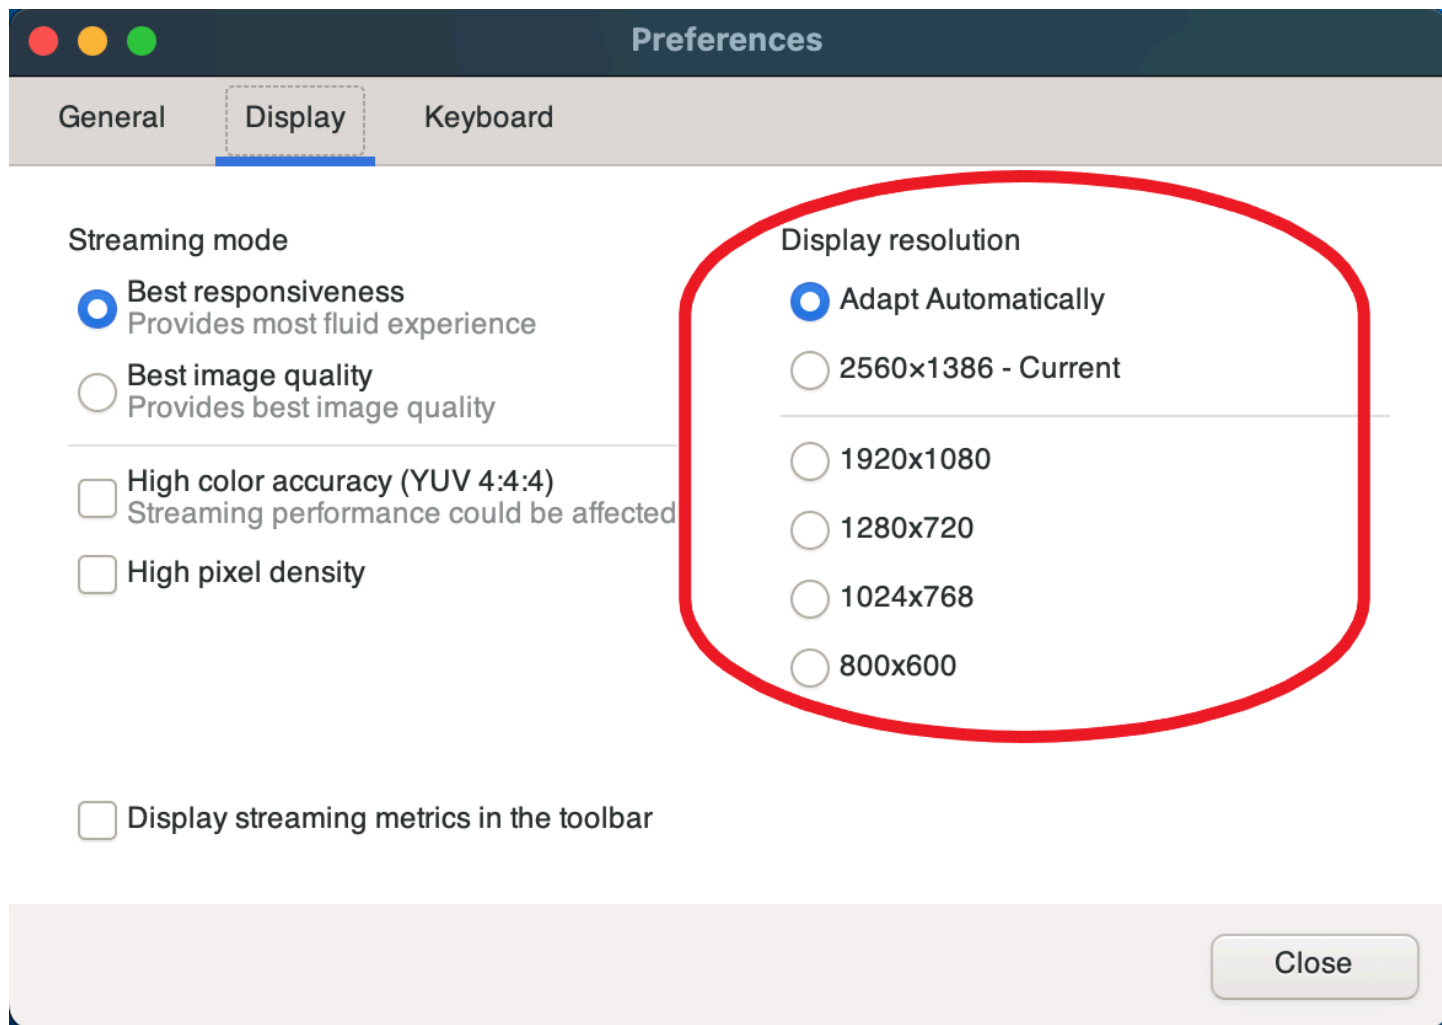 Preferences
General
Display
Keyboard
Streaming mode
Best responsiveness
Provides most fluid experience
Best image quality
Provides best image quality
High color accuracy (YUV 4:4:4)
Streaming performance could be affected
High pixel density
Display resolution
Adapt Automatically
2560×1386 - Current
1920x1080
1280x720
1024x768
800x600
Display streaming metrics in the toolbar
Close